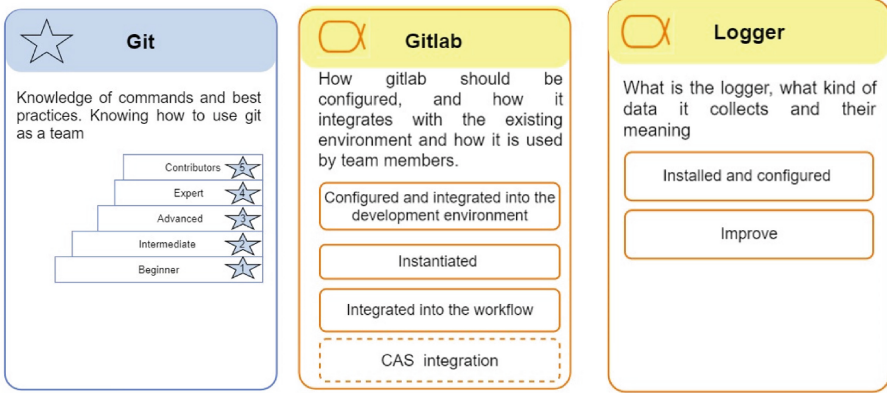 Git
Knowledge of commands and best
practices. Knowing how to use git
as a team
Contributors 5
Expert 4
Advanced 3
Intermediate 2
Beginner 1
Gitlab
How gitlab should be
configured, and how it
integrates with the existing
environment and how it is used
by team members.
Configured and integrated into the
development environment
Instantiated
Integrated into the workflow
CAS integration
Logger
What is the logger, what kind of
data it collects and their
meaning
Installed and configured
Improve